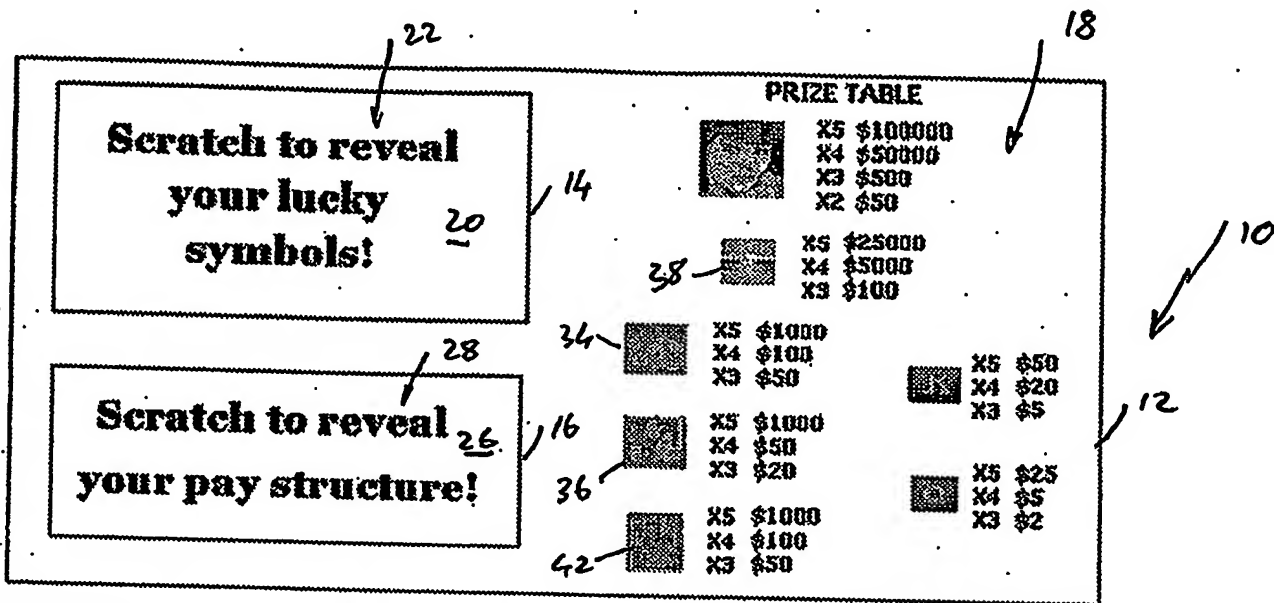 22
18
Scratch to reveal
your lucky
symbols!
20
14
PRIZE TABLE
X5 $100000
X4 $50000
X3 $500
X2 $50
10
38
X5 $25000
X4 $5000
X3 $100
34
X5 $1000
X4 $100
X3 $50
28
Scratch to reveal
your pay structure!
26
16
X5 $50
X4 $20
X3 $5
12
36
X5 $1000
X4 $50
X3 $20
X5 $25
X4 $5
X3 $2
42
X5 $1000
X4 $100
X3 $50